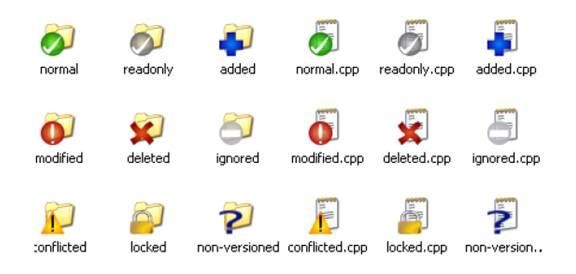 normal readonly added normal.cpp readonly.cpp added.cpp
modified deleted ignored modified.cpp deleted.cpp ignored.cpp
conflicted locked non-versioned conflicted.cpp locked.cpp non-version..